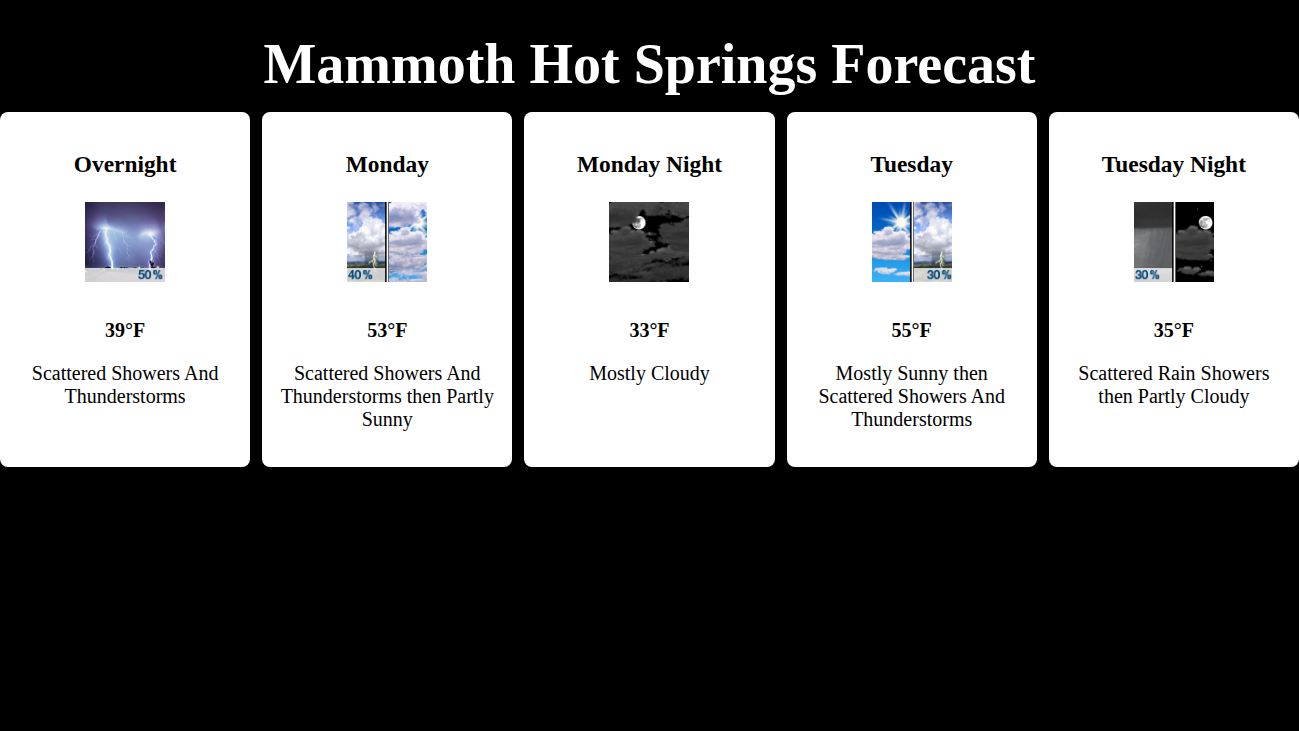 Mammoth Hot Springs Forecast
Overnight
50%
39°F
Scattered Showers And
Thunderstorms
Monday
40%
53°F
Scattered Showers And
Thunderstorms then Partly
Sunny
Monday Night
33°F
Mostly Cloudy
Tuesday
30%
55°F
Mostly Sunny then
Scattered Showers And
Thunderstorms
Tuesday Night
30%
35°F
Scattered Rain Showers
then Partly Cloudy